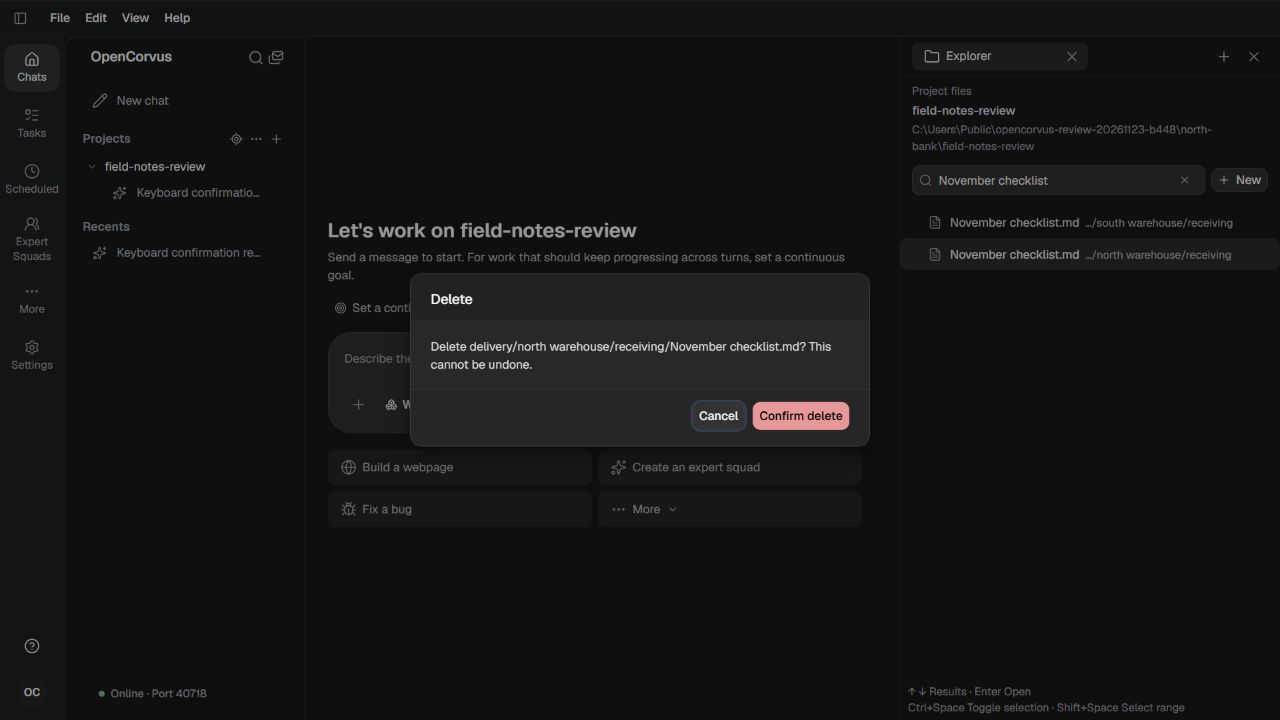 File Edit View Help
Chats
Tasks
Scheduled
Expert
Squads
More
Settings
OC
OpenCorvus
New chat
Projects
field-notes-review
Keyboard confirmatio...
Recents
Keyboard confirmation re...
Online · Port 40718
Let's work on field-notes-review
Send a message to start. For work that should keep progressing across turns, set a continuous
goal.
Set a conti
Describe the
W
Delete
Delete delivery/north warehouse/receiving/November checklist.md? This
cannot be undone.
Cancel Confirm delete
Build a webpage
Create an expert squad
Fix a bug
More
Explorer
Project files
field-notes-review
C:\Users\Public\opencorvus-review-20261123-b448\north-
bank\field-notes-review
November checklist
New
November checklist.md .../south warehouse/receiving
November checklist.md .../north warehouse/receiving
↑↓ Results · Enter Open
Ctrl+Space Toggle selection · Shift+Space Select range